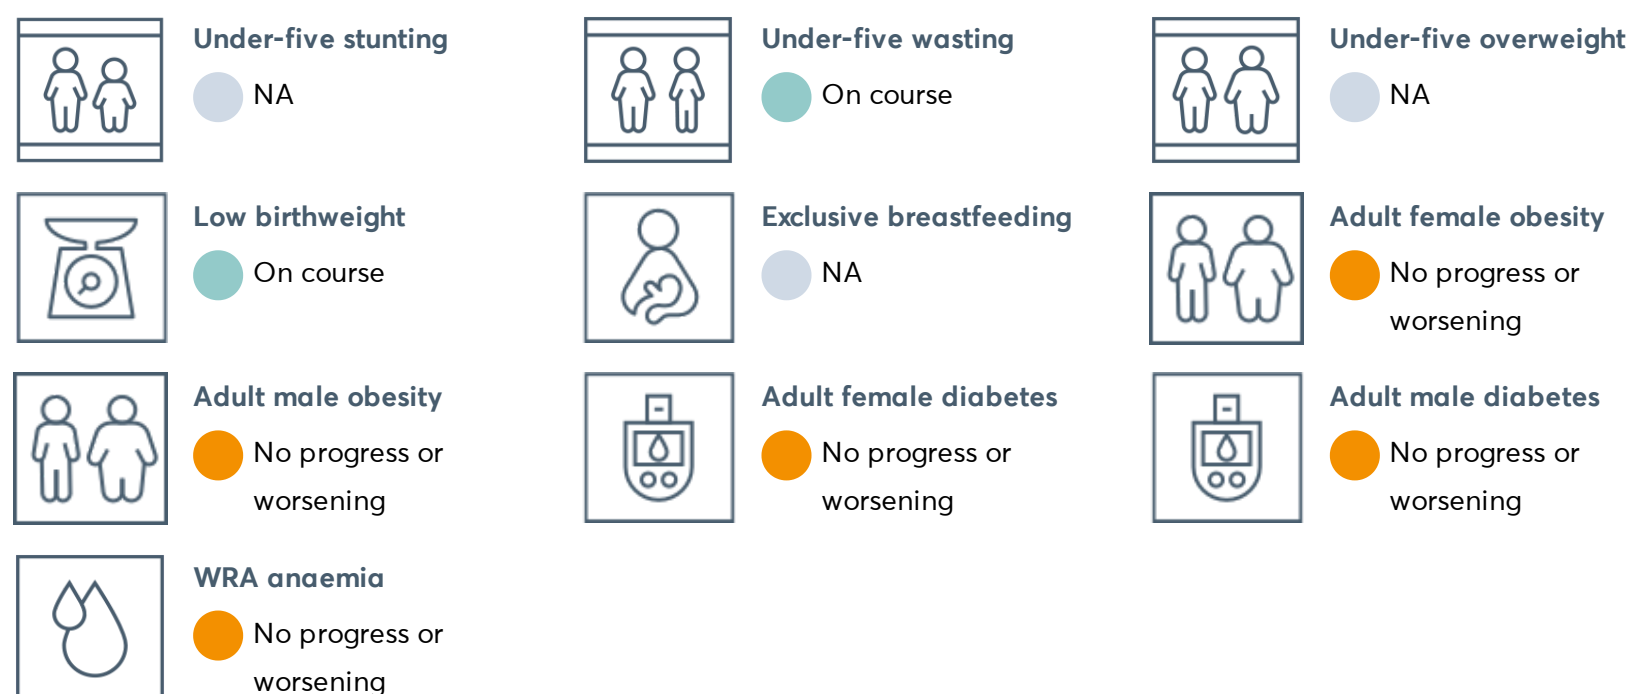 Under-five stunting
NA
Under-five wasting
On course
Under-five overweight
NA
Low birthweight
On course
Exclusive breastfeeding
NA
Adult female obesity
No progress or
worsening
Adult male obesity
No progress or
worsening
Adult female diabetes
No progress or
worsening
Adult male diabetes
No progress or
worsening
WRA anaemia
No progress or
worsening